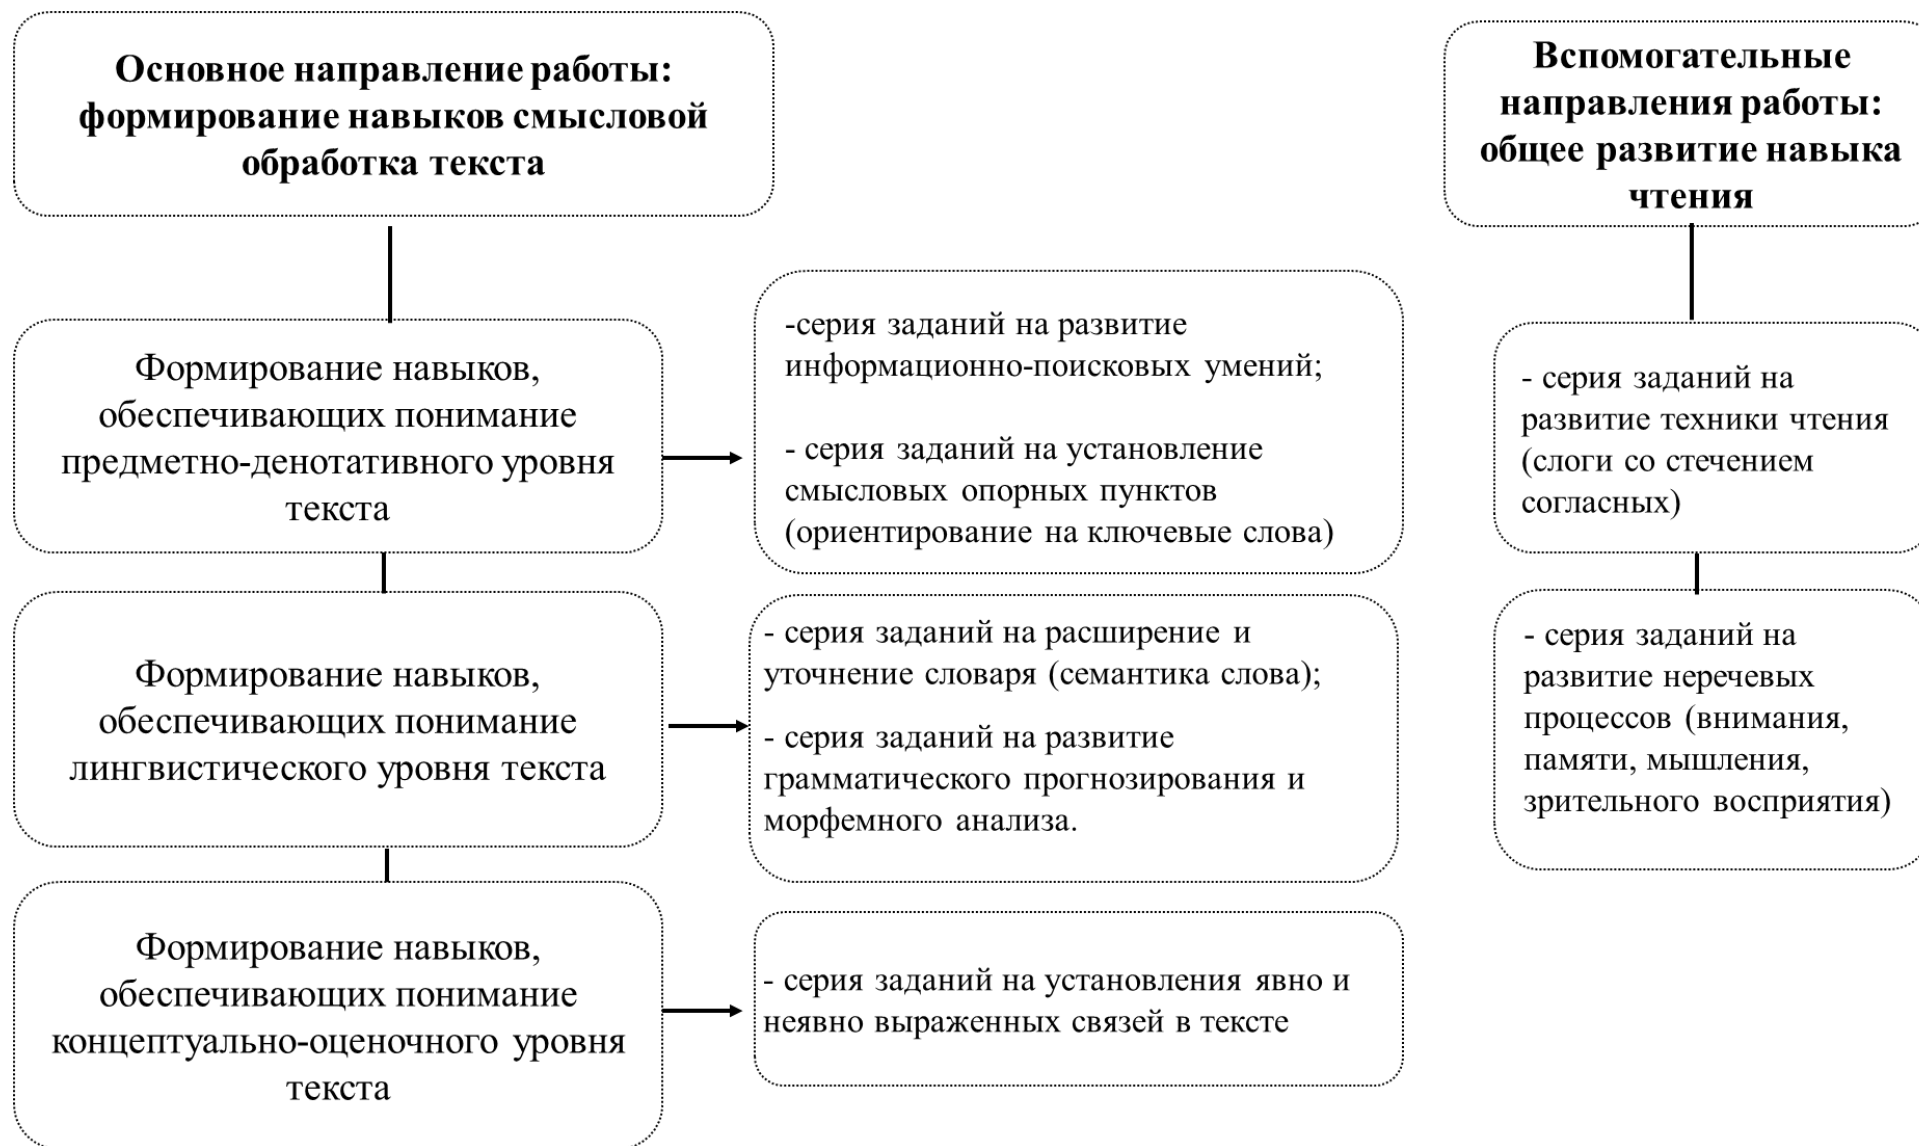 Основное направление работы:
формирование навыков смысловой
обработка текста
Формирование навыков,
обеспечивающих понимание
предметно-денотативного уровня
текста
-серия заданий на развитие
информационно-поисковых умений;
- серия заданий на установление
смысловых опорных пунктов
(ориентирование на ключевые слова)
Формирование навыков,
обеспечивающих понимание
лингвистического уровня текста
- серия заданий на расширение и
уточнение словаря (семантика слова);
- серия заданий на развитие
грамматического прогнозирования и
морфемного анализа.
Формирование навыков,
обеспечивающих понимание
концептуально-оценочного уровня
текста
- серия заданий на установления явно и
неявно выраженных связей в тексте
Вспомогательные
направления работы:
общее развитие навыка
чтения
- серия заданий на
развитие техники чтения
(слоги со стечением
согласных)
- серия заданий на
развитие неречевых
процессов (внимания,
памяти, мышления,
зрительного восприятия)